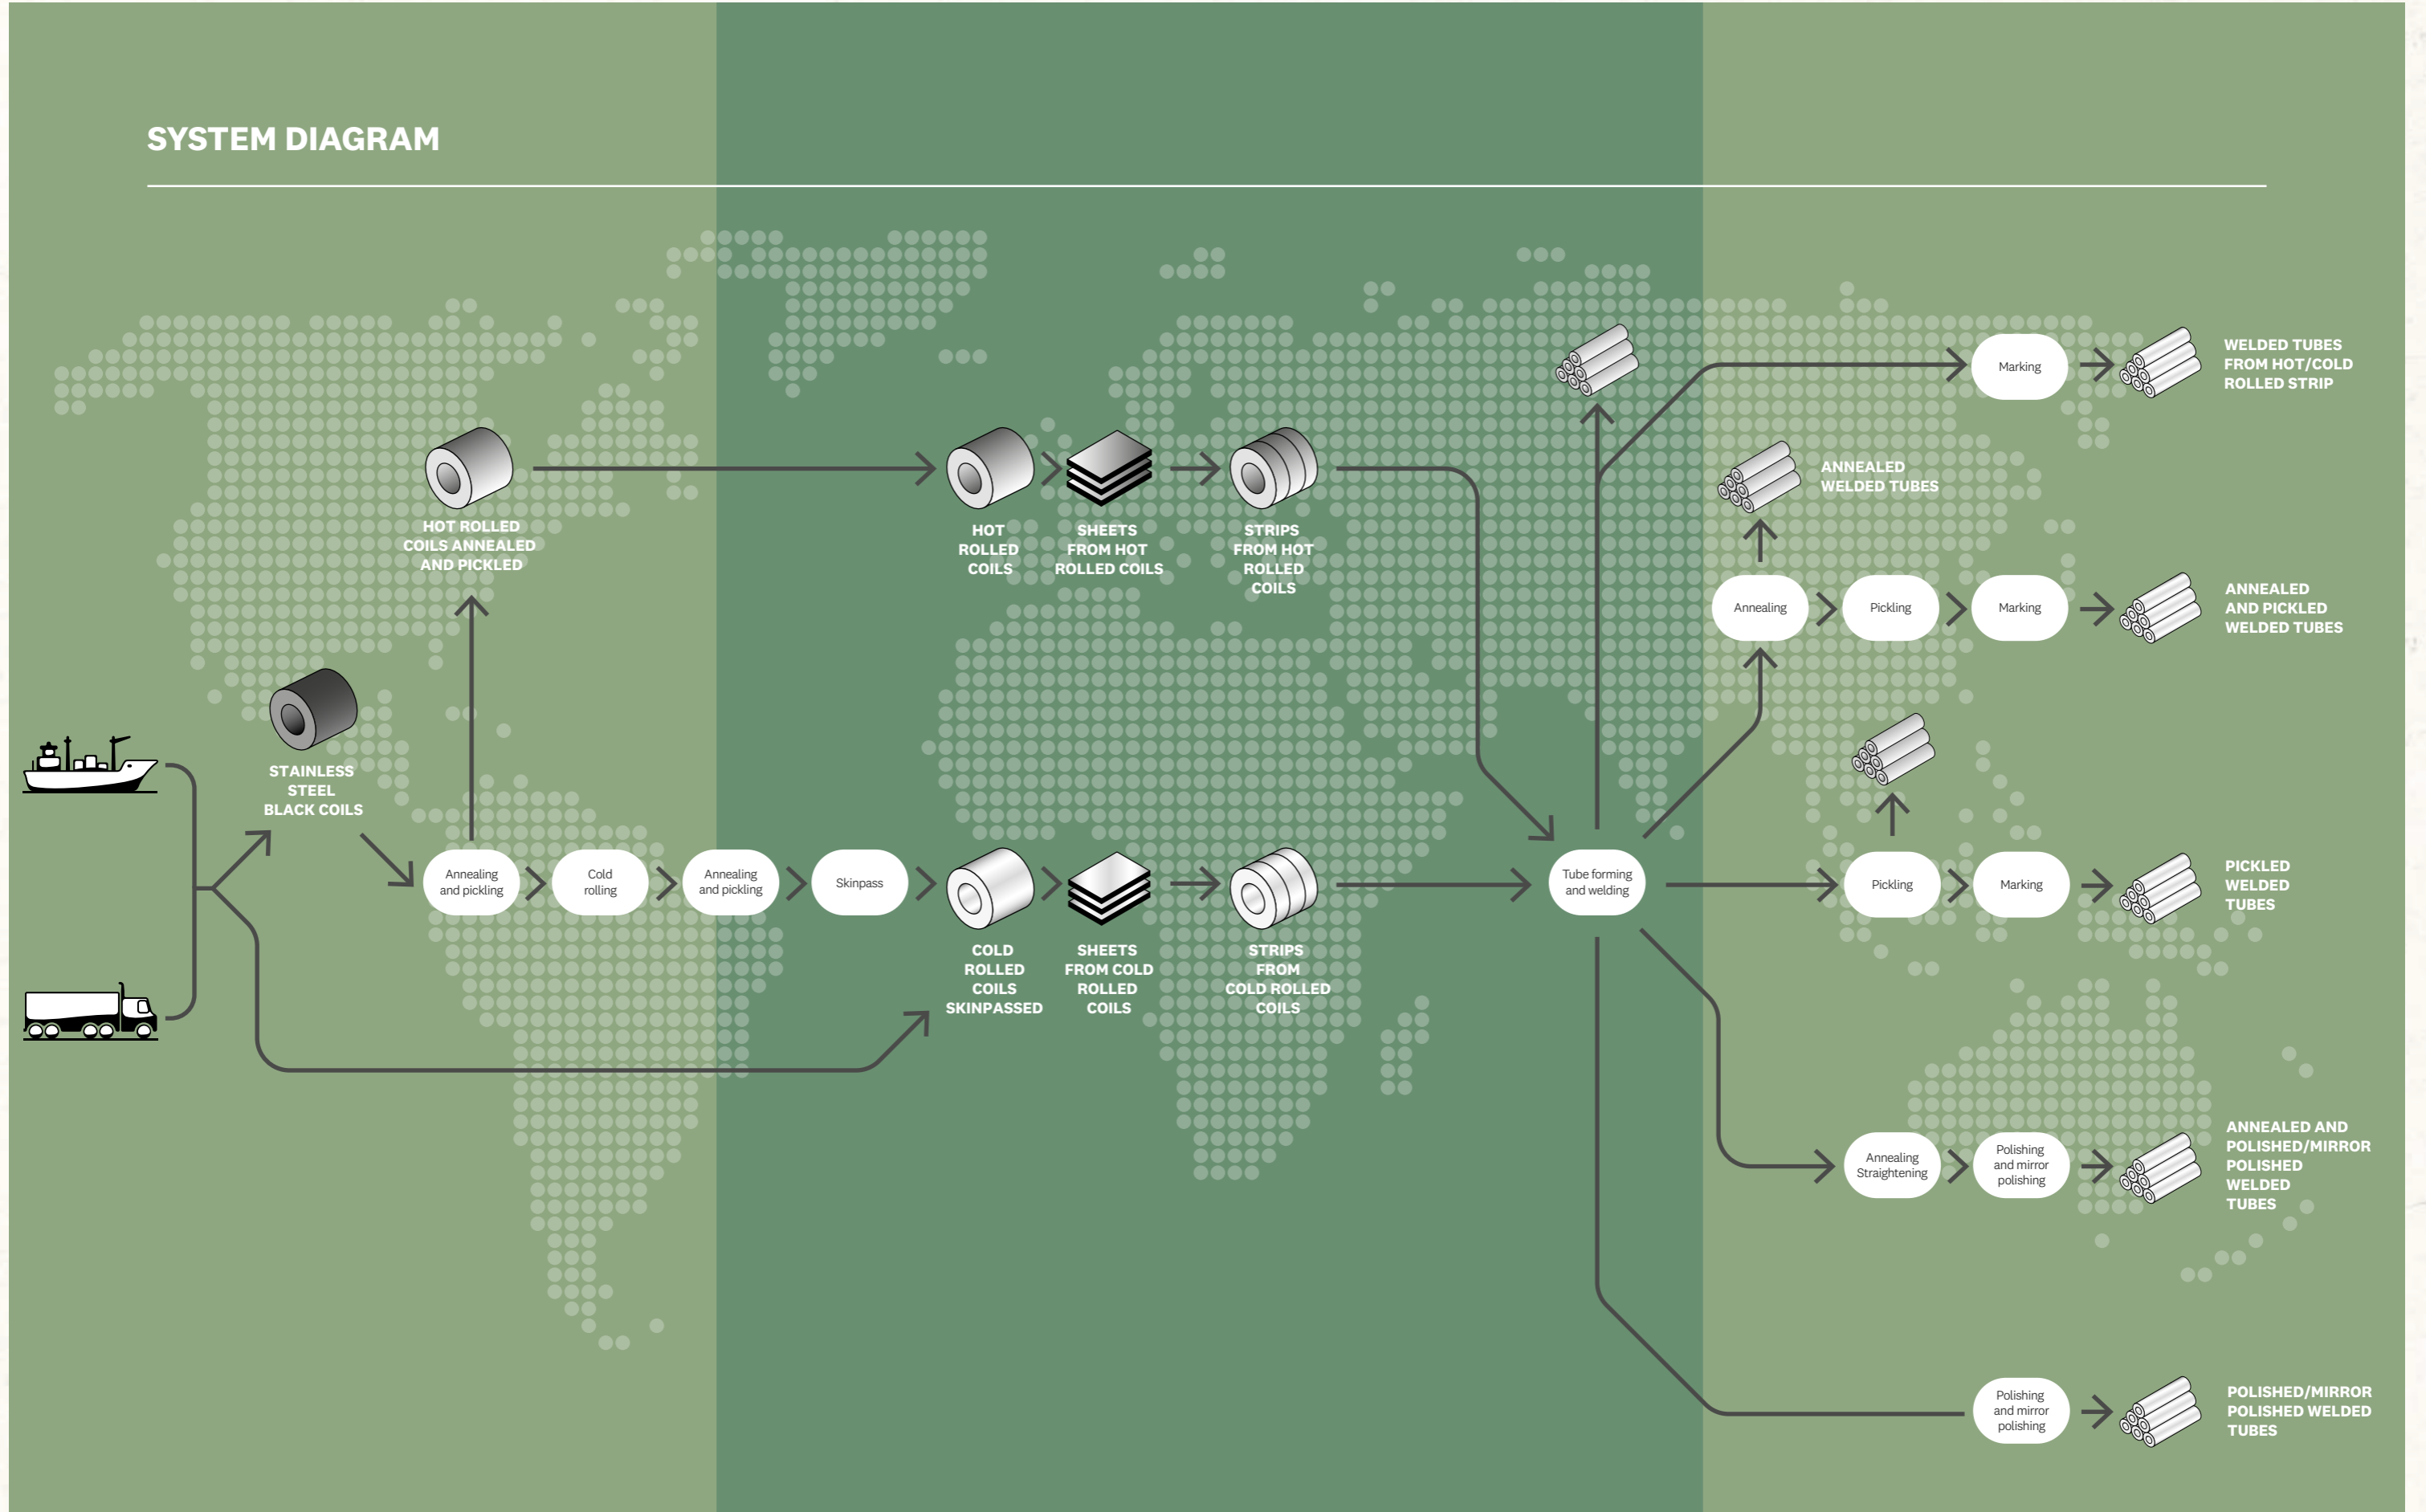 SYSTEM DIAGRAM
HOT ROLLED
COILS ANNEALED
AND PICKLED
STAINLESS
STEEL
BLACK COILS
Annealing
and pickling
Cold
rolling
Annealing
and pickling
Skinpass
HOT
ROLLED
COILS
SHEETS
FROM HOT
ROLLED COILS
STRIPS
FROM HOT
ROLLED
COILS
COLD
ROLLED
COILS
SKINPASSED
SHEETS
FROM COLD
ROLLED
COILS
STRIPS
FROM
COLD ROLLED
COILS
Tube forming
and welding
Marking
WELDED TUBES
FROM HOT/COLD
ROLLED STRIP
ANNEALED
WELDED TUBES
Annealing
Pickling
Marking
ANNEALED
AND PICKLED
WELDED TUBES
Pickling
Marking
PICKLED
WELDED
TUBES
Annealing
Straightening
Polishing
and mirror
polishing
ANNEALED AND
POLISHED/MIRROR
POLISHED
WELDED
TUBES
Polishing
and mirror
polishing
POLISHED/MIRROR
POLISHED WELDED
TUBES